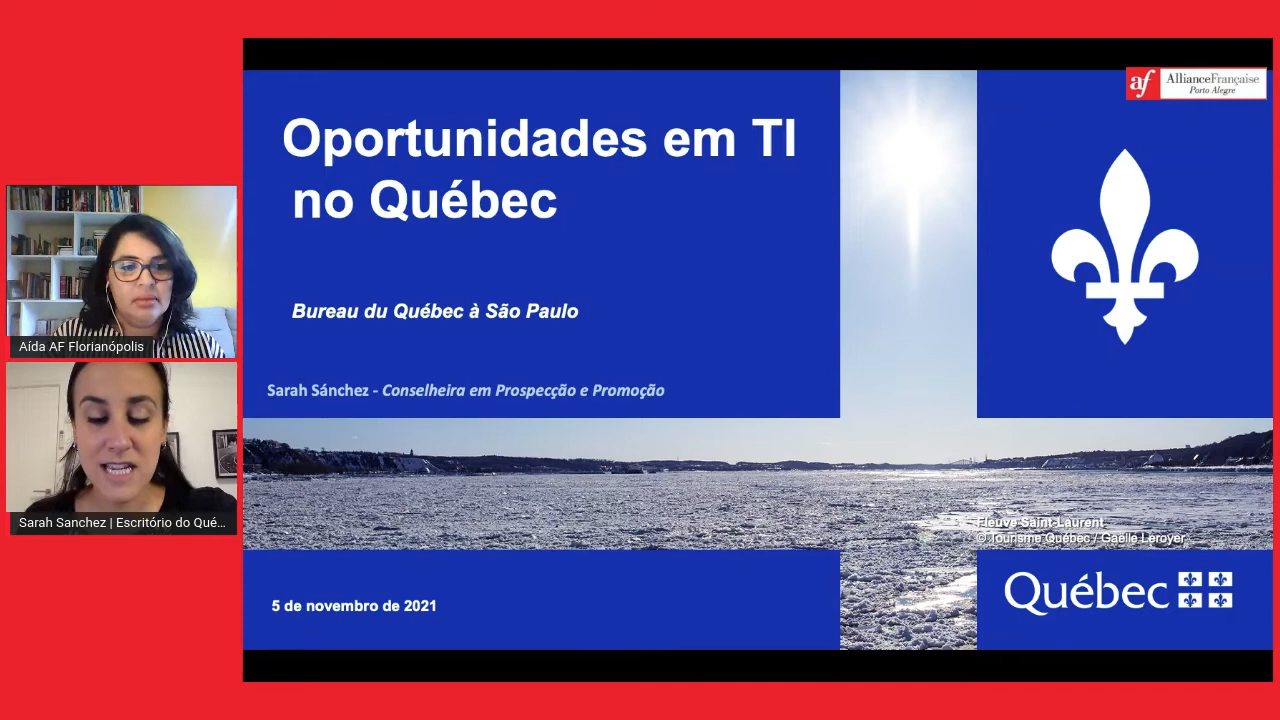 af AllianceFrançaise
Porto Alegre
Oportunidades em TI
no Québec
Bureau du Québec à São Paulo
Sarah Sánchez - Conselheira em Prospecção e Promoção
Aída AF Florianópolis
Sarah Sanchez | Escritório do Qué...
Fleuve Saint-Laurent
© Tourisme Québec / Gaëlle Leroyer
5 de novembro de 2021
Québec